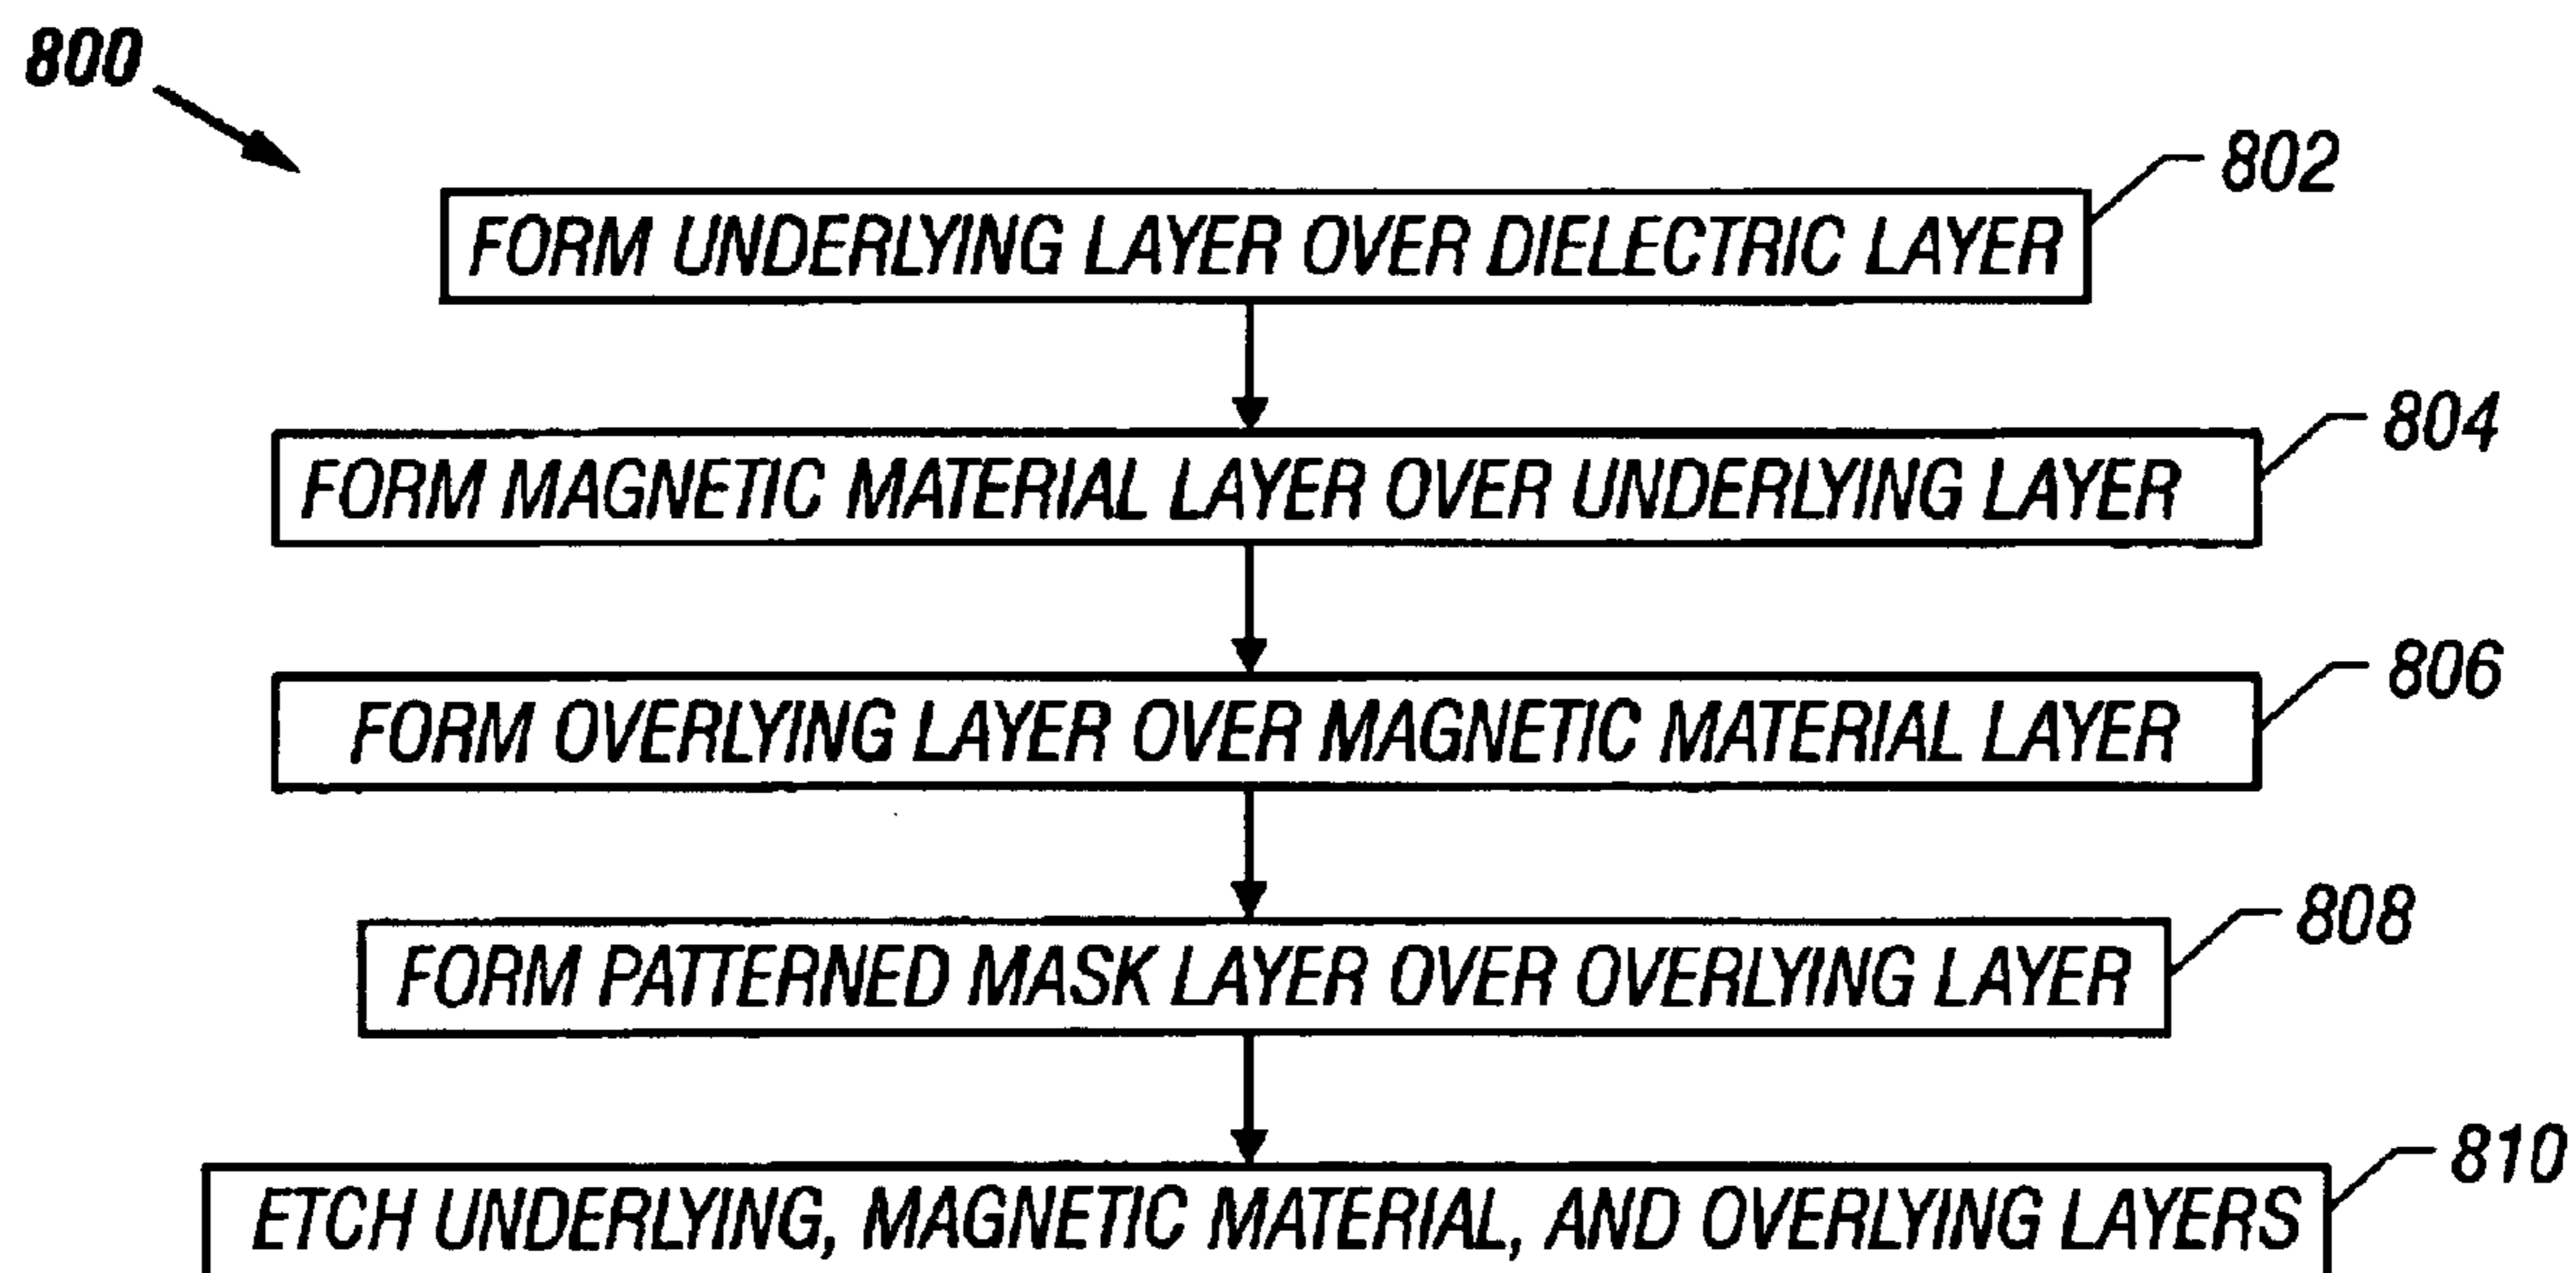 800
802
FORM UNDERLYING LAYER OVER DIELECTRIC LAYER
804
FORM MAGNETIC MATERIAL LAYER OVER UNDERLYING LAYER
806
FORM OVERLYING LAYER OVER MAGNETIC MATERIAL LAYER
808
FORM PATTERNED MASK LAYER OVER OVERLYING LAYER
810
ETCH UNDERLYING, MAGNETIC MATERIAL, AND OVERLYING LAYERS